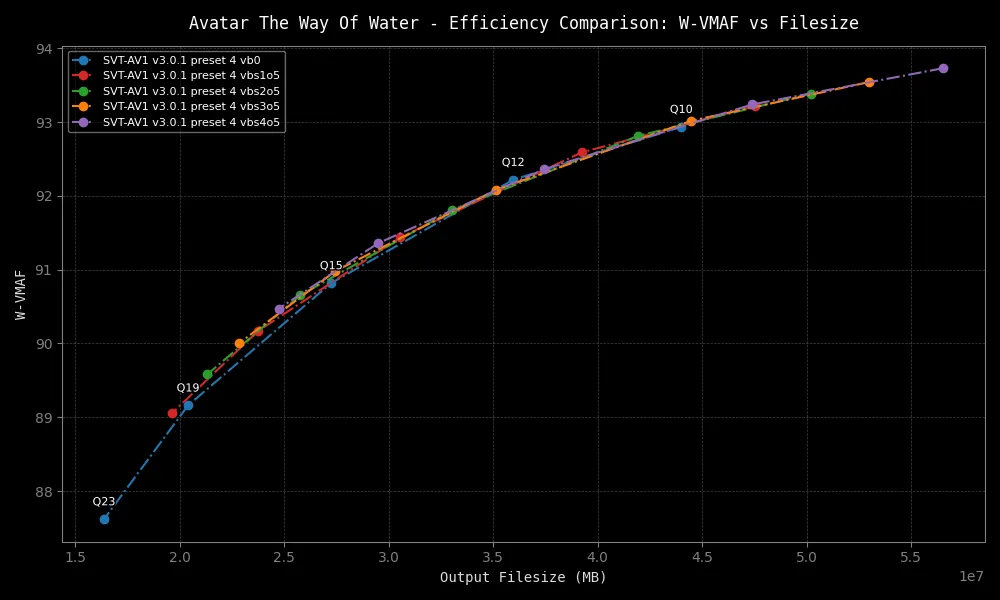 Avatar The Way Of Water - Efficiency Comparison: W-VMAF vs Filesize
SVT-AV1 v3.0.1 preset 4 vb0
SVT-AV1 v3.0.1 preset 4 vbs1o5
SVT-AV1 v3.0.1 preset 4 vbs2o5
SVT-AV1 v3.0.1 preset 4 vbs3o5
SVT-AV1 v3.0.1 preset 4 vbs4o5
94
93
92
91
90
89
88
W-VMAF
Q10
Q12
Q15
Q19
Q23
1.5 2.0 2.5 3.0 3.5 4.0 4.5 5.0 5.5
1e7
Output Filesize (MB)